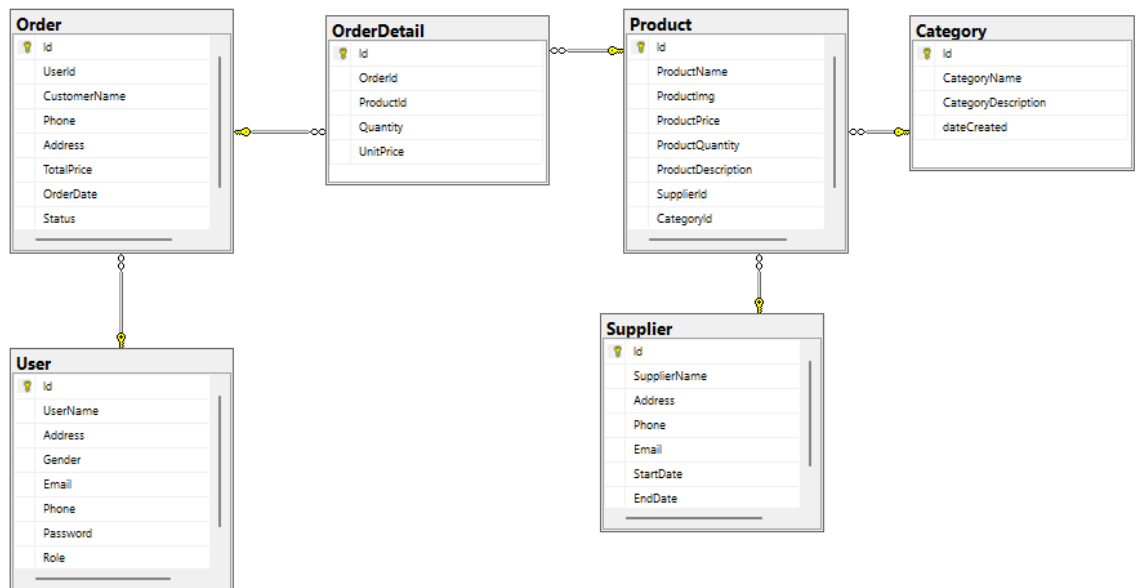 Order
Id
UserId
CustomerName
Phone
Address
TotalPrice
OrderDate
Status
OrderDetail
Id
OrderId
ProductId
Quantity
UnitPrice
Product
Id
ProductName
ProductImg
ProductPrice
ProductQuantity
ProductDescription
SupplierId
CategoryId
Category
Id
CategoryName
CategoryDescription
dateCreated
User
Id
UserName
Address
Gender
Email
Phone
Password
Role
Supplier
Id
SupplierName
Address
Phone
Email
StartDate
EndDate